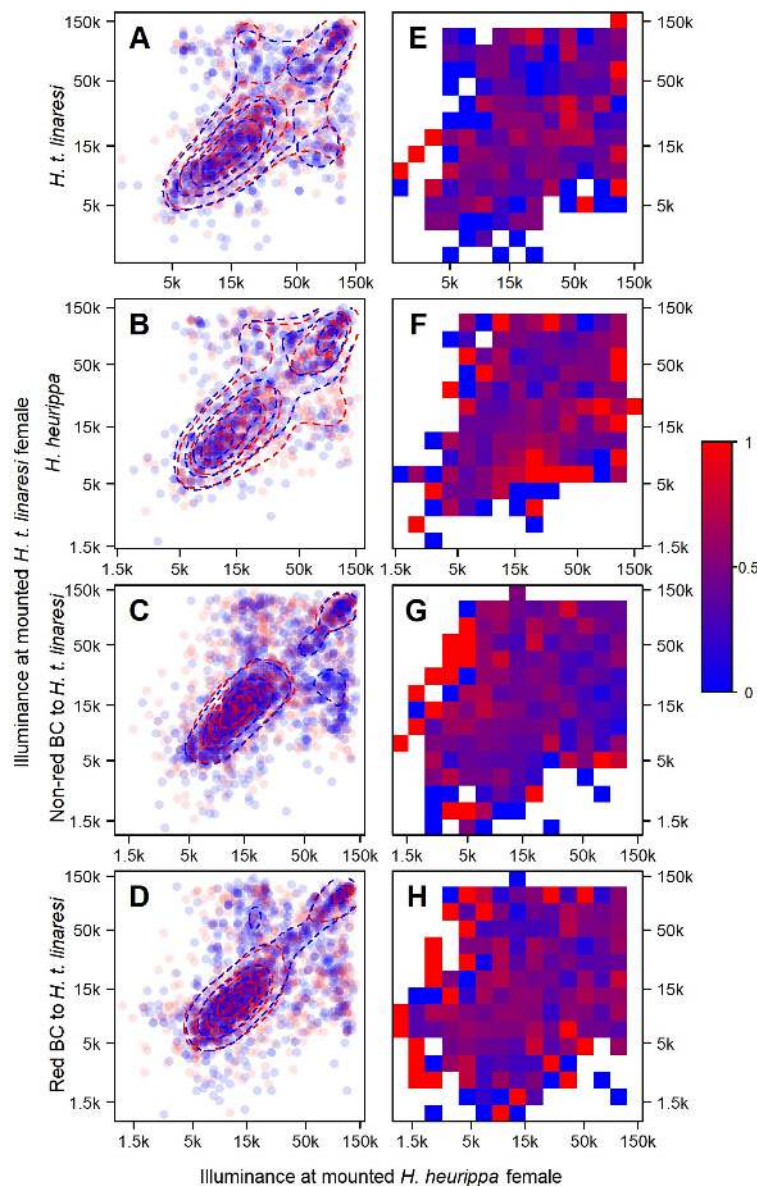 A
E
150k
50k
15k
5k
H. t. linaresi
150k
50k
15k
5k
5k
15k
50k
150k
5k
15k
50k
150k
B
F
150k
50k
15k
5k
1.5k
H. heurippa
150k
50k
15k
5k
1.5k
1.5k
5k
15k
50k
150k
1.5k
5k
15k
50k
150k
1
0.5
0
Illuminance at mounted H. t. linaresi female
C
G
150k
50k
15k
5k
1.5k
Non-red BC to H. t. linaresi
150k
50k
15k
5k
1.5k
1.5k
5k
15k
50k
150k
1.5k
5k
15k
50k
150k
D
H
150k
50k
15k
5k
1.5k
Red BC to H. t. linaresi
150k
50k
15k
5k
1.5k
1.5k
5k
15k
50k
150k
1.5k
5k
15k
50k
150k
Illuminance at mounted H. heurippa female